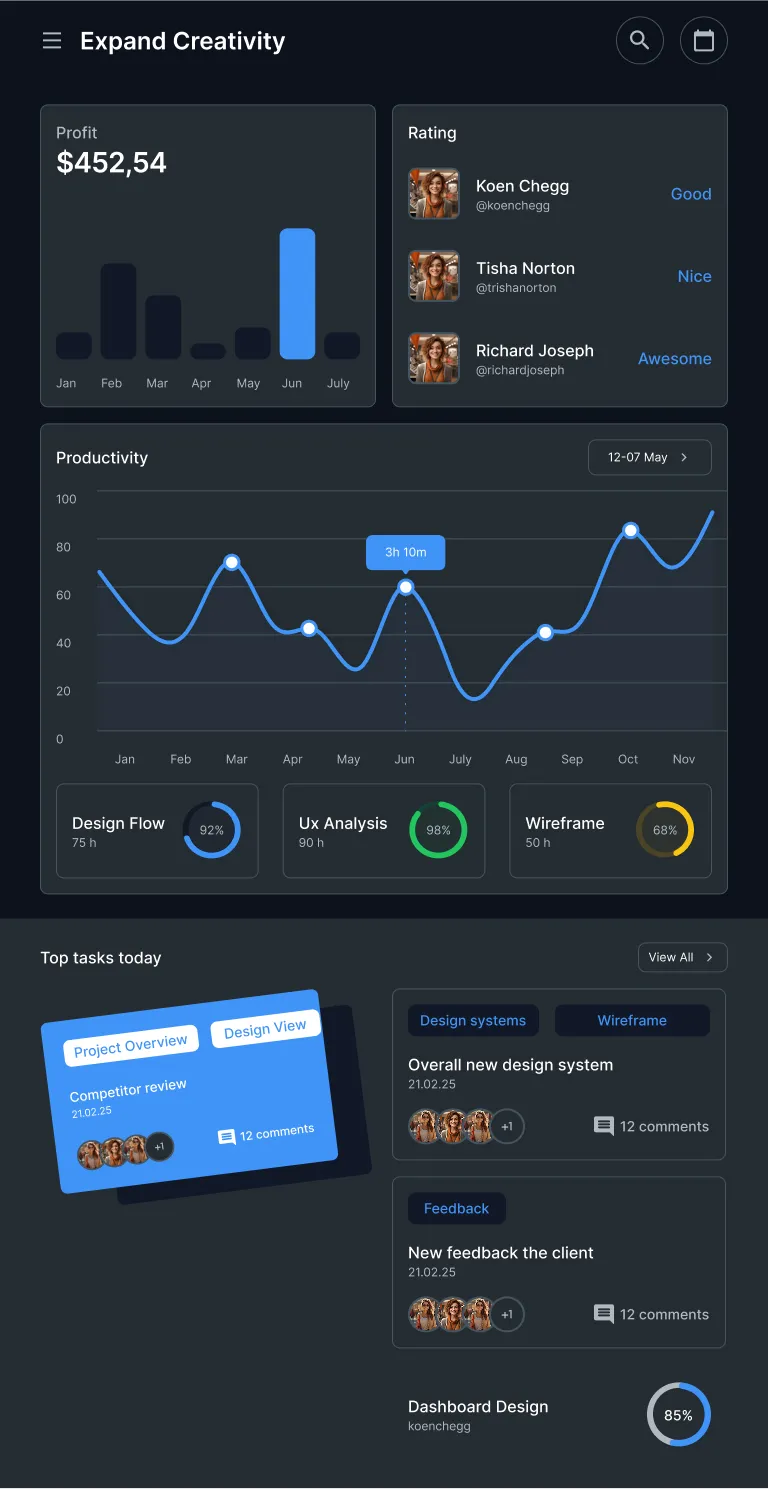 Expand Creativity
Profit
$452,54
Jan Feb Mar Apr May Jun July
Rating
Koen Chegg
@koenchegg
Good
Tisha Norton
@trishanorton
Nice
Richard Joseph
@richardjoseph
Awesome
Productivity
12-07 May
100
80
60
40
20
0
3h 10m
Jan Feb Mar Apr May Jun July Aug Sep Oct Nov
Design Flow
75 h
92%
Ux Analysis
90 h
98%
Wireframe
50 h
68%
Top tasks today
View All
Project Overview
Design View
Competitor review
21.02.25
+1
12 comments
Design systems
Wireframe
Overall new design system
21.02.25
+1
12 comments
Feedback
New feedback the client
21.02.25
+1
12 comments
Dashboard Design
koenchegg
85%